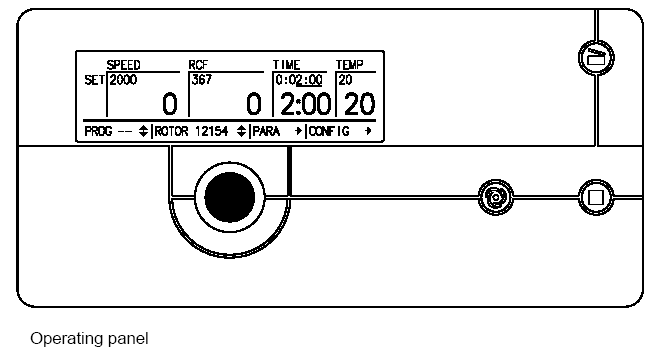 SPEED RCF TIME TEMP
SET 2000 367 0:02:00 20
0 0 2:00 20
PROG -- ROTOR 12154 PARA CONFIG
Operating panel